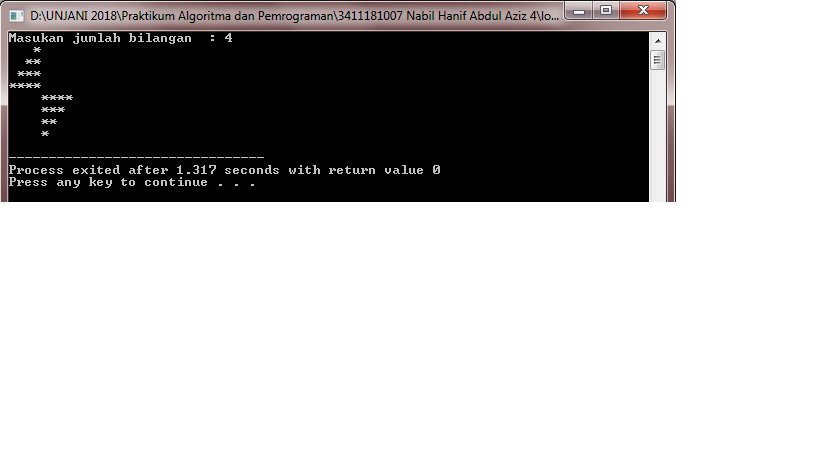 D:\UNJANI 2018\Praktikum Algoritma dan Pemrograman\3411181007 Nabil Hanif Abdul Aziz 4\lo...
Masukan jumlah bilangan  : 4
   *
  **
 ***
****
    ****
    ***
    **
    *
--------------------------------
Process exited after 1.317 seconds with return value 0
Press any key to continue . . .